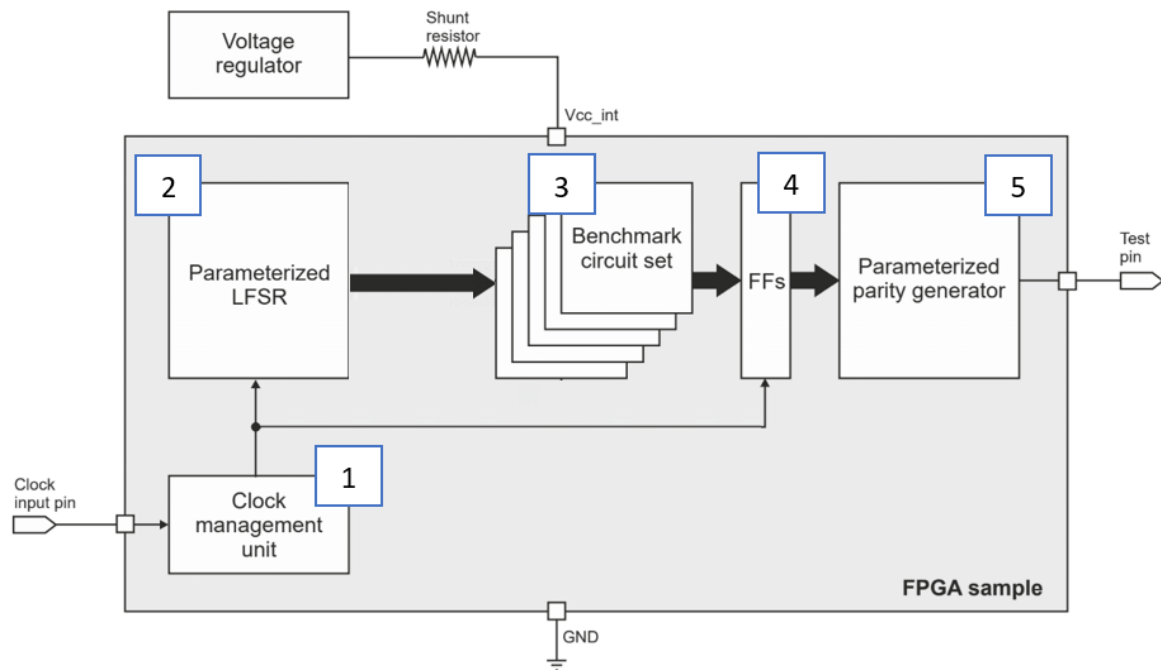 Voltage
regulator
Shunt
resistor
Vcc_int
2
Parameterized
LFSR
3
Benchmark
circuit set
4
FFs
5
Parameterized
parity generator
Test
pin
1
Clock
input pin
Clock
management
unit
FPGA sample
GND